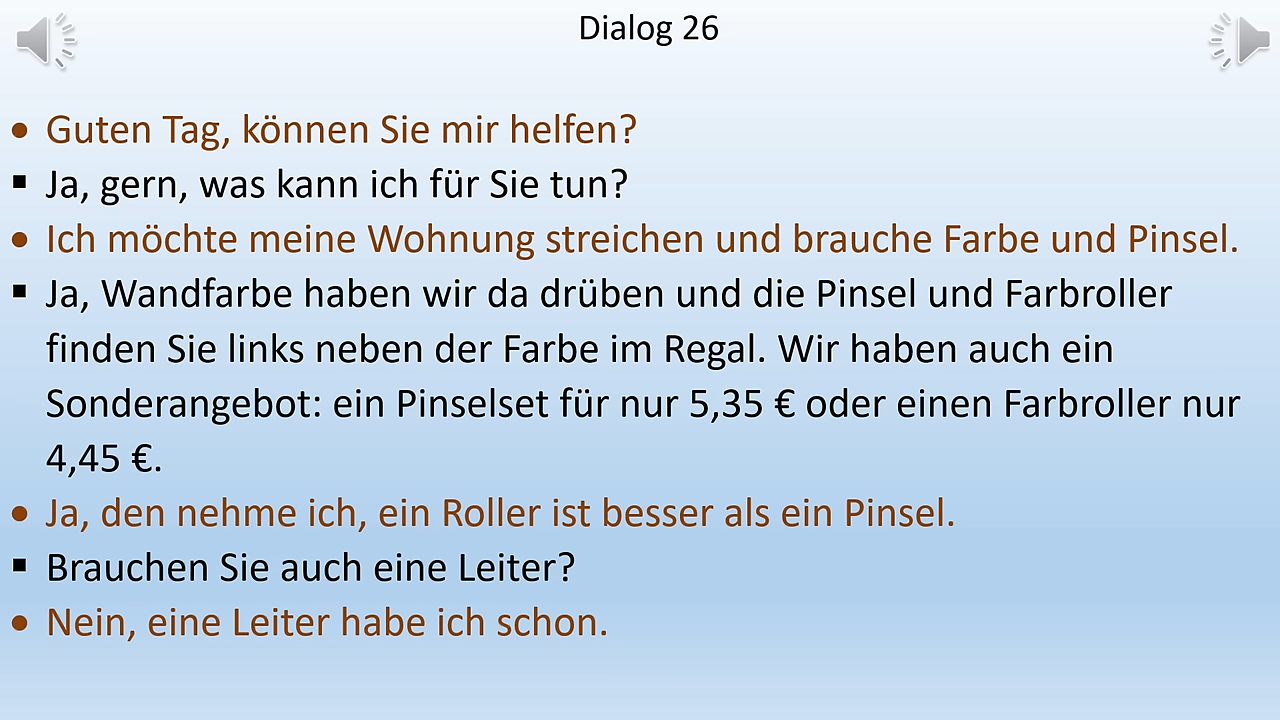 Dialog 26
• Guten Tag, können Sie mir helfen?
▪ Ja, gern, was kann ich für Sie tun?
• Ich möchte meine Wohnung streichen und brauche Farbe und Pinsel.
▪ Ja, Wandfarbe haben wir da drüben und die Pinsel und Farbroller
finden Sie links neben der Farbe im Regal. Wir haben auch ein
Sonderangebot: ein Pinselset für nur 5,35 € oder einen Farbroller nur
4,45 €.
• Ja, den nehme ich, ein Roller ist besser als ein Pinsel.
▪ Brauchen Sie auch eine Leiter?
• Nein, eine Leiter habe ich schon.